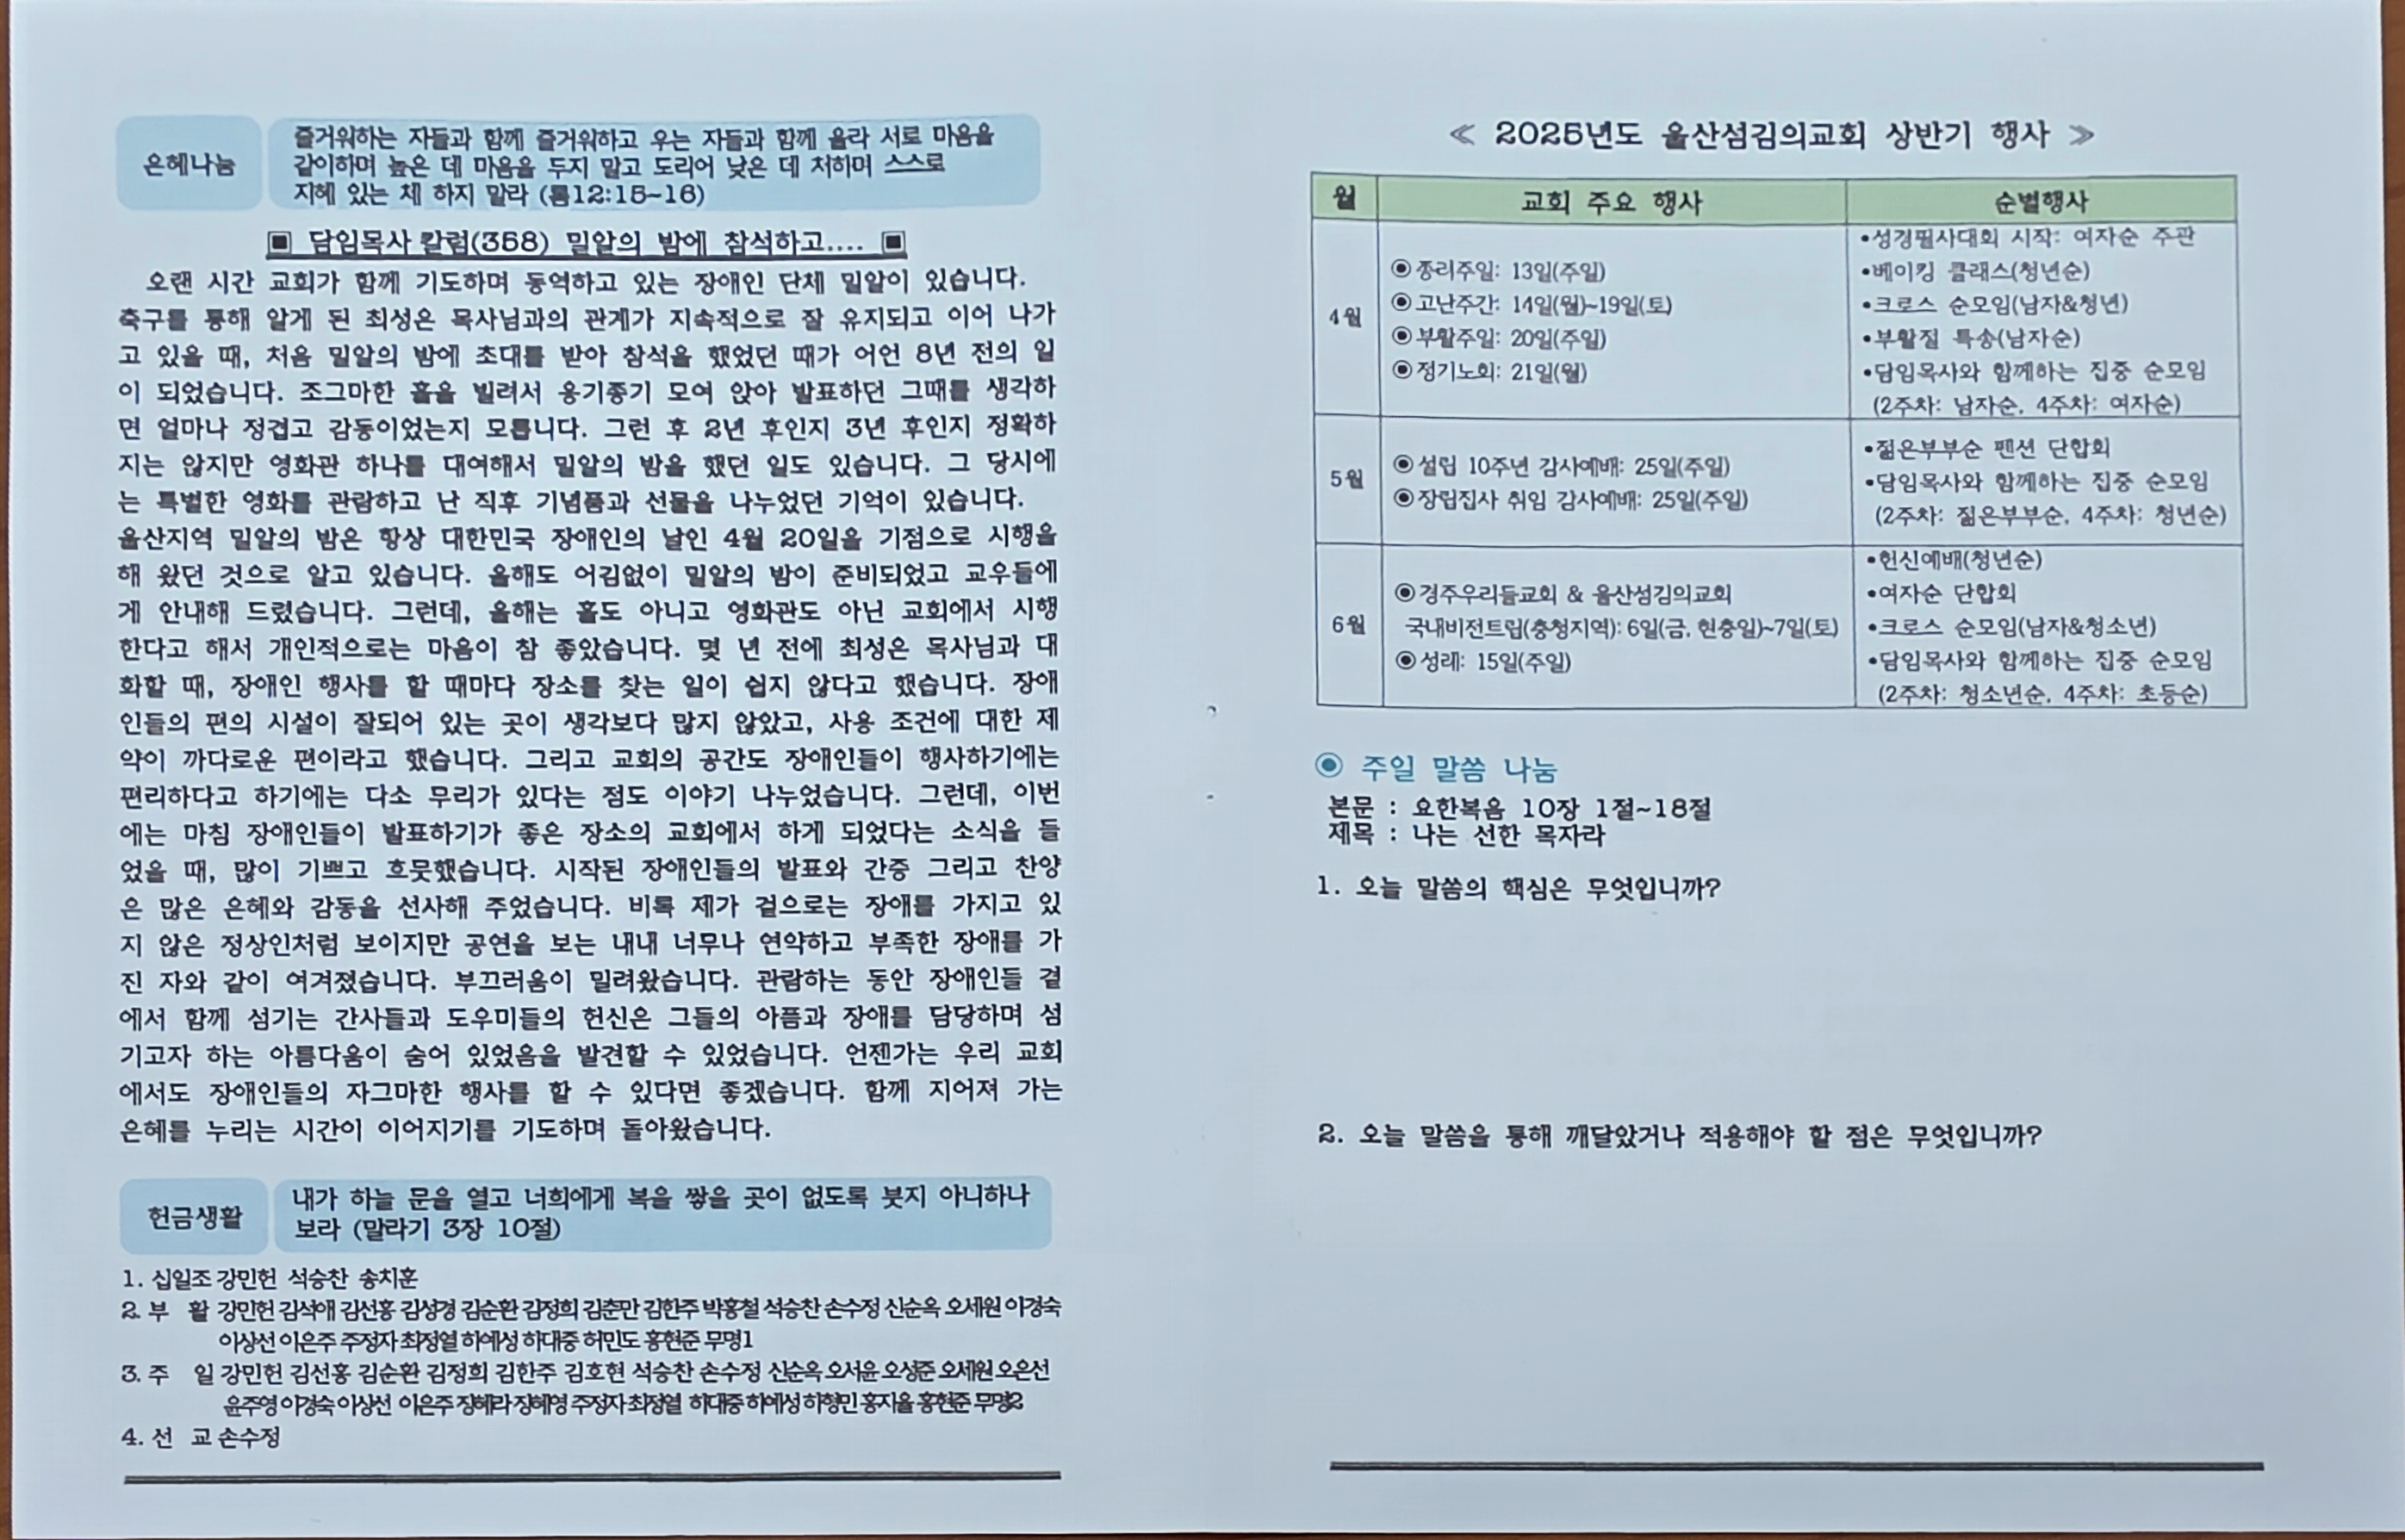 은혜나눔
즐거워하는 자들과 함께 즐거워하고 우는 자들과 함께 울라 서로 마음을
같이하며 높은 데 마음을 두지 말고 도리어 낮은 데 처하며 스스로
지혜 있는 체 하지 말라 (롬12:15~16)
▣ 담임목사 칼럼(358) 밀알의 밤에 참석하고.... ▣
오랜 시간 교회가 함께 기도하며 동역하고 있는 장애인 단체 밀알이 있습니다.
축구를 통해 알게 된 최성은 목사님과의 관계가 지속적으로 잘 유지되고 이어 나가
고 있을 때, 처음 밀알의 밤에 초대를 받아 참석을 했었던 때가 어언 8년 전의 일
이 되었습니다. 조그마한 홀을 빌려서 옹기종기 모여 앉아 발표하던 그때를 생각하
면 얼마나 정겹고 감동이었는지 모릅니다. 그런 후 2년 후인지 3년 후인지 정확하
지는 않지만 영화관 하나를 대여해서 밀알의 밤을 했던 일도 있습니다. 그 당시에
는 특별한 영화를 관람하고 난 직후 기념품과 선물을 나누었던 기억이 있습니다.
울산지역 밀알의 밤은 항상 대한민국 장애인의 날인 4월 20일을 기점으로 시행을
해 왔던 것으로 알고 있습니다. 올해도 어김없이 밀알의 밤이 준비되었고 교우들에
게 안내해 드렸습니다. 그런데, 올해는 홀도 아니고 영화관도 아닌 교회에서 시행
한다고 해서 개인적으로는 마음이 참 좋았습니다. 몇 년 전에 최성은 목사님과 대
화할 때, 장애인 행사를 할 때마다 장소를 찾는 일이 쉽지 않다고 했습니다. 장애
인들의 편의 시설이 잘되어 있는 곳이 생각보다 많지 않았고, 사용 조건에 대한 제
약이 까다로운 편이라고 했습니다. 그리고 교회의 공간도 장애인들이 행사하기에는
편리하다고 하기에는 다소 무리가 있다는 점도 이야기 나누었습니다. 그런데, 이번
에는 마침 장애인들이 발표하기가 좋은 장소의 교회에서 하게 되었다는 소식을 들
었을 때, 많이 기쁘고 흐뭇했습니다. 시작된 장애인들의 발표와 간증 그리고 찬양
은 많은 은혜와 감동을 선사해 주었습니다. 비록 제가 겉으로는 장애를 가지고 있
지 않은 정상인처럼 보이지만 공연을 보는 내내 너무나 연약하고 부족한 장애를 가
진 자와 같이 여겨졌습니다. 부끄러움이 밀려왔습니다. 관람하는 동안 장애인들 곁
에서 함께 섬기는 간사들과 도우미들의 헌신은 그들의 아픔과 장애를 담당하며 섬
기고자 하는 아름다움이 숨어 있었음을 발견할 수 있었습니다. 언젠가는 우리 교회
에서도 장애인들의 자그마한 행사를 할 수 있다면 좋겠습니다. 함께 지어져 가는
은혜를 누리는 시간이 이어지기를 기도하며 돌아왔습니다.
헌금생활
내가 하늘 문을 열고 너희에게 복을 쌓을 곳이 없도록 붓지 아니하나
보라 (말라기 3장 10절)
1. 십일조 강민헌 석승찬 송치훈
2. 부 활 강민헌 김석애 김선홍 김성경 김순환 김정희 김춘만 김한주 박홍철 석승찬 손수정 신순옥 오세원 이경숙
이상선 이은주 주정자 최정열 하예성 하대중 허민도 홍현준 무명1
3. 주 일 강민헌 김선홍 김순환 김정희 김한주 김호현 석승찬 손수정 신순옥 오서윤 오성준 오세원 오은선
윤주영 이경숙 이상선 이은주 장혜라 장혜영 주정자 최정열 하대중 하예성 하형민 홍지율 홍현준 무명2
4. 선 교 손수정
≪ 2025년도 울산섬김의교회 상반기 행사 ≫
월 교회 주요 행사 순별행사
4월
◉종려주일: 13일(주일)
◉고난주간: 14일(월)~19일(토)
◉부활주일: 20일(주일)
◉정기노회: 21일(월)
•성경필사대회 시작: 여자순 주관
•베이킹 클래스(청년순)
•크로스 순모임(남자&청년)
•부활절 특송(남자순)
•담임목사와 함께하는 집중 순모임
(2주차: 남자순, 4주차: 여자순)
5월
◉설립 10주년 감사예배: 25일(주일)
◉장립집사 취임 감사예배: 25일(주일)
•젊은부부순 펜션 단합회
•담임목사와 함께하는 집중 순모임
(2주차: 젊은부부순, 4주차: 청년순)
6월
◉경주우리들교회 & 울산섬김의교회
국내비전트립(충청지역): 6일(금, 현충일)~7일(토)
◉성례: 15일(주일)
•헌신예배(청년순)
•여자순 단합회
•크로스 순모임(남자&청소년)
•담임목사와 함께하는 집중 순모임
(2주차: 청소년순, 4주차: 초등순)
◉ 주일 말씀 나눔
본문 : 요한복음 10장 1절~18절
제목 : 나는 선한 목자라
1. 오늘 말씀의 핵심은 무엇입니까?
2. 오늘 말씀을 통해 깨달았거나 적용해야 할 점은 무엇입니까?